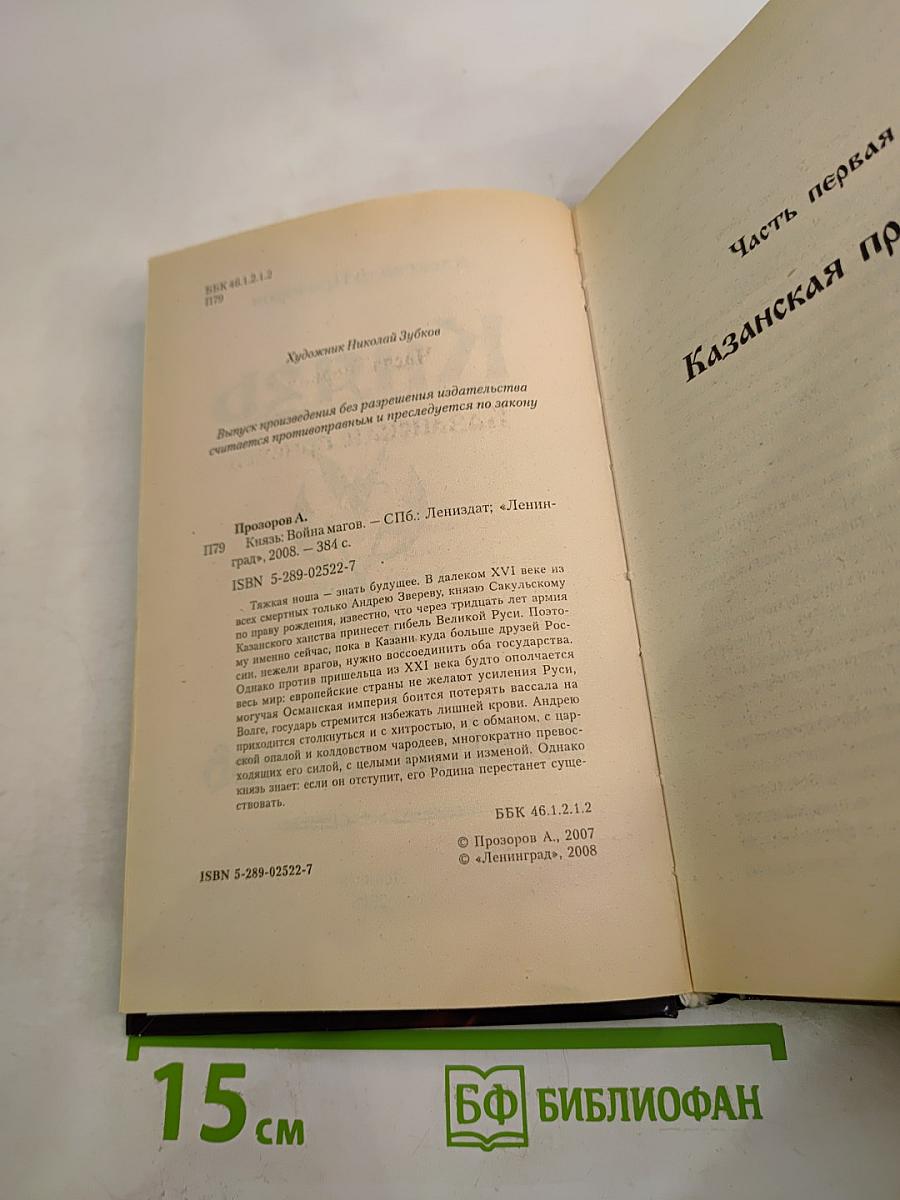 ББК 46.1.2.1.2
П79
Художник Николай Зубков
Выпуск произведения без разрешения издательства
считается противоправным и преследуется по закону
Прозоров А.
П79 Князь: Война магов. — СПб.: Лениздат; «Ленин-
град», 2008. — 384 с.
ISBN 5-289-02522-7
Тяжкая ноша — знать будущее. В далеком XVI веке из
всех смертных только Андрею Звереву, князю Сакульскому
по праву рождения, известно, что через тридцать лет армия
Казанского ханства принесет гибель Великой Руси. Поэто-
му именно сейчас, пока в Казани куда больше друзей Рос-
сии, нежели врагов, нужно воссоединить оба государства.
Однако против пришельца из XXI века будто ополчается
весь мир: европейские страны не желают усиления Руси,
могучая Османская империя боится потерять вассала на
Волге, государь стремится избежать лишней крови. Андрею
приходится столкнуться и с хитростью, и с обманом, с цар-
ской опалой и колдовством чародеев, многократно превос-
ходящих его силой, с целыми армиями и изменой. Однако
князь знает: если он отступит, его Родина перестанет суще-
ствовать.
ББК 46.1.2.1.2
© Прозоров А., 2007
© «Ленинград», 2008
ISBN 5-289-02522-7
Часть первая
Казанская пр
15 см
БФ БИБЛИОФАН